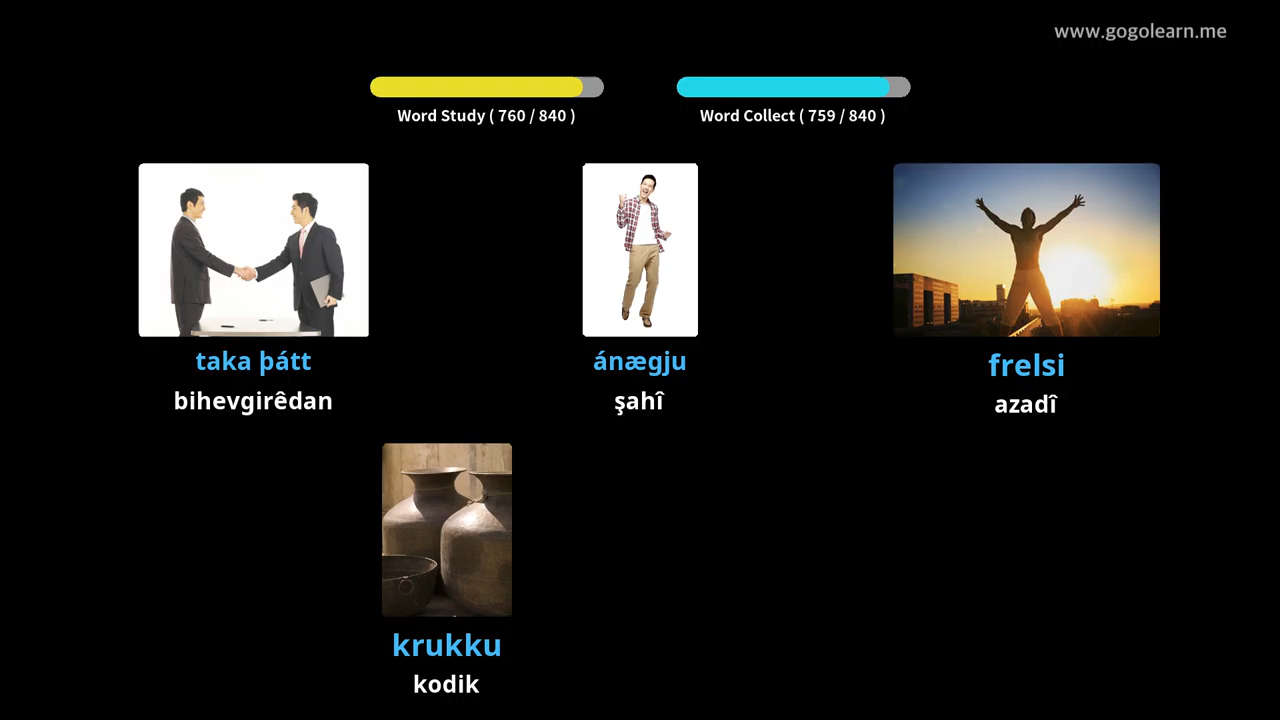 www.gogolearn.me
Word Study ( 760 / 840 )
Word Collect ( 759 / 840 )
taka þátt
bihevgirêdan
ánægju
şahî
frelsi
azadî
krukku
kodik